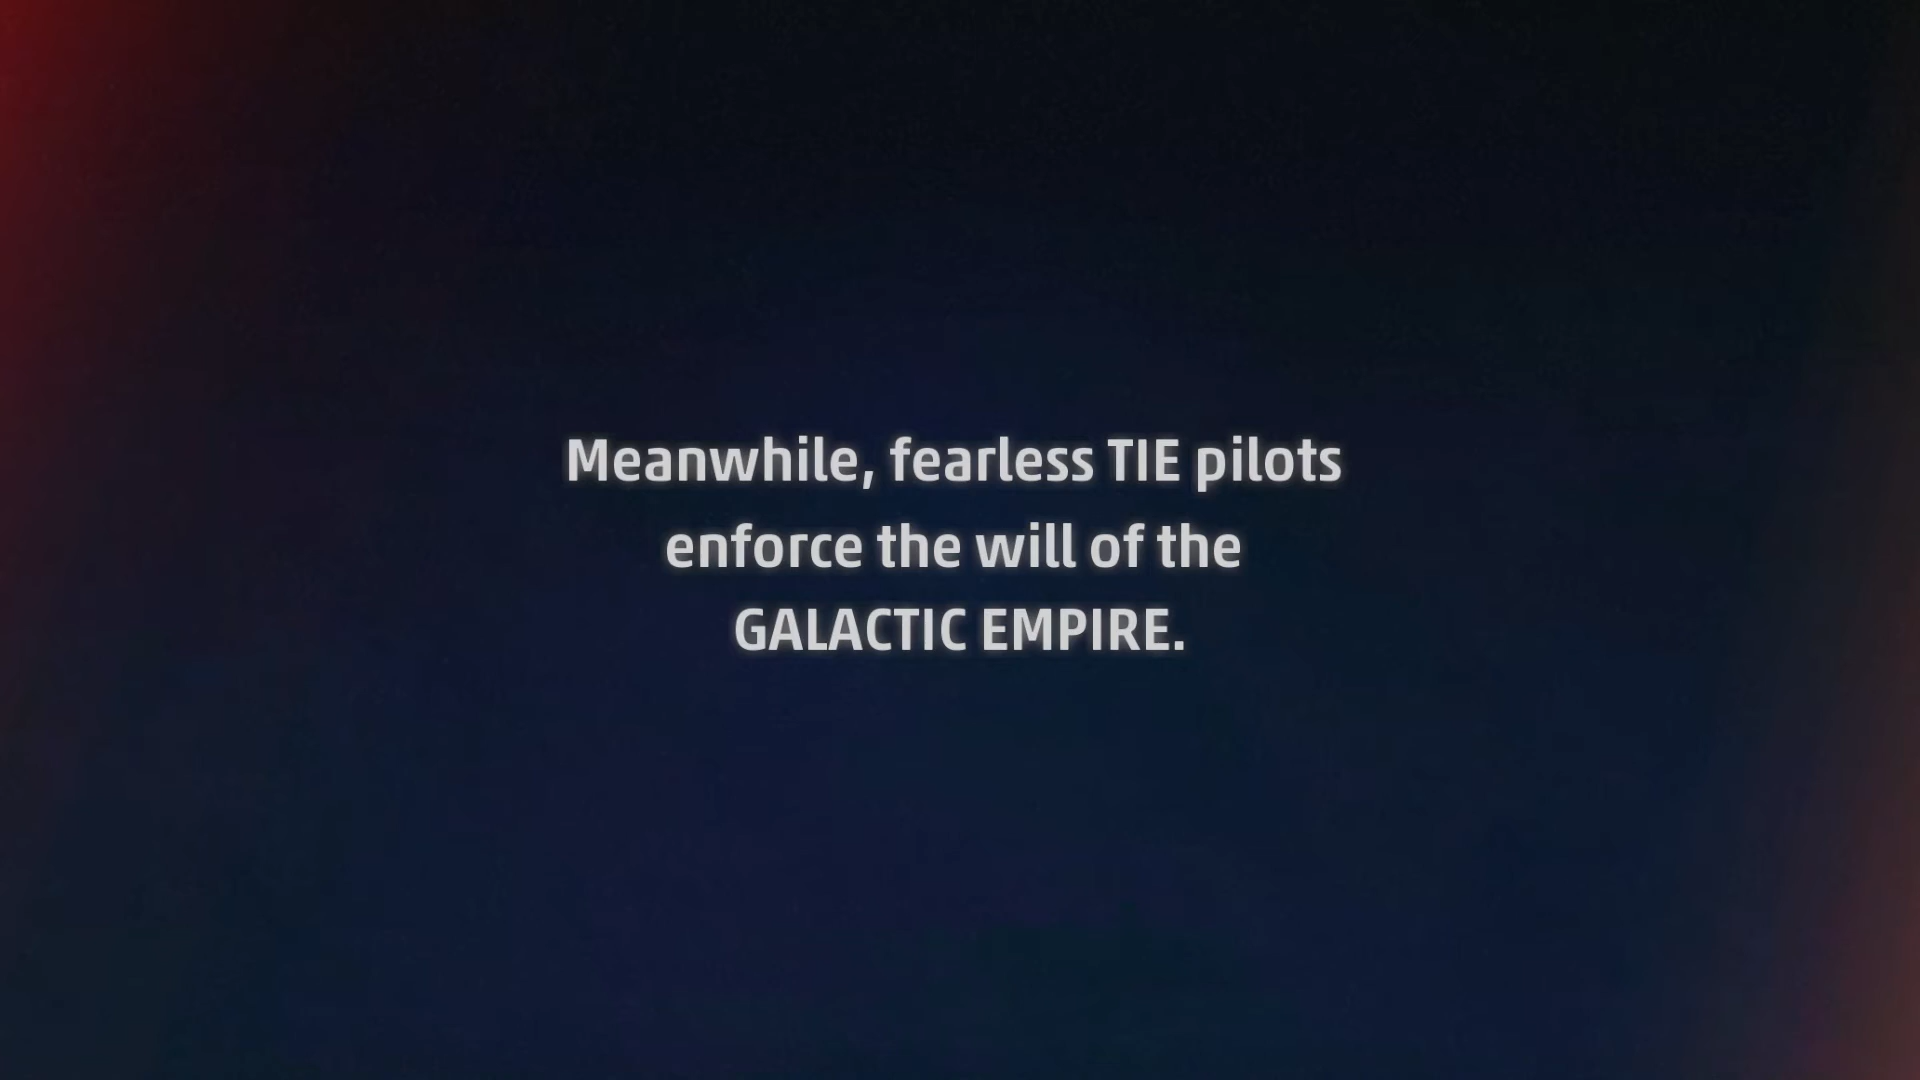 Meanwhile, fearless TIE pilots
enforce the will of the
GALACTIC EMPIRE.